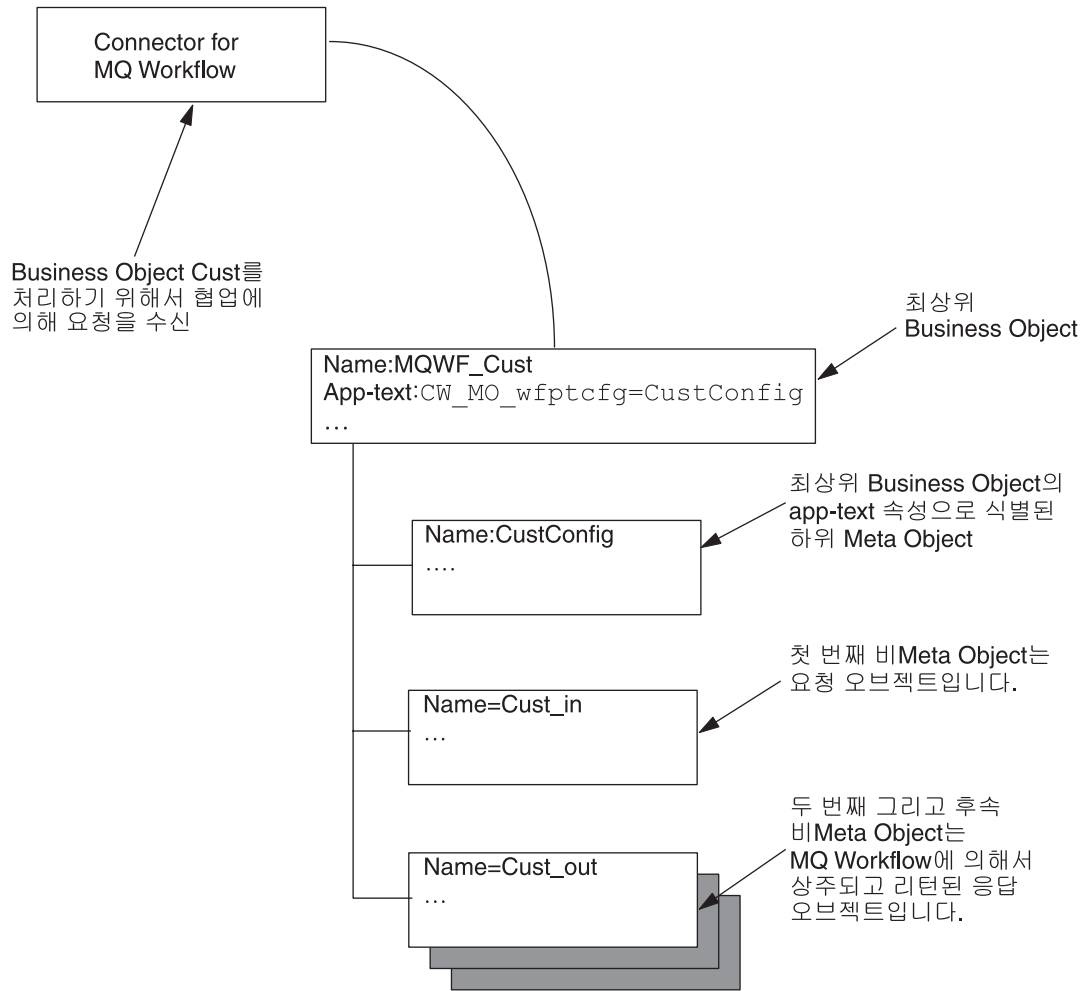 Connector for
MQ Workflow
Business Object Cust를
처리하기 위해서 협업에
의해 요청을 수신
최상위
Business Object
Name:MQWF_Cust
App-text:CW_MO_wfptcfg=CustConfig
...
최상위 Business Object의
app-text 속성으로 식별된
하위 Meta Object
Name:CustConfig
....
첫 번째 비Meta Object는
요청 오브젝트입니다.
Name=Cust_in
...
두 번째 그리고 후속
비Meta Object는
MQ Workflow에 의해서
상주되고 리턴된 응답
오브젝트입니다.
Name=Cust_out
...